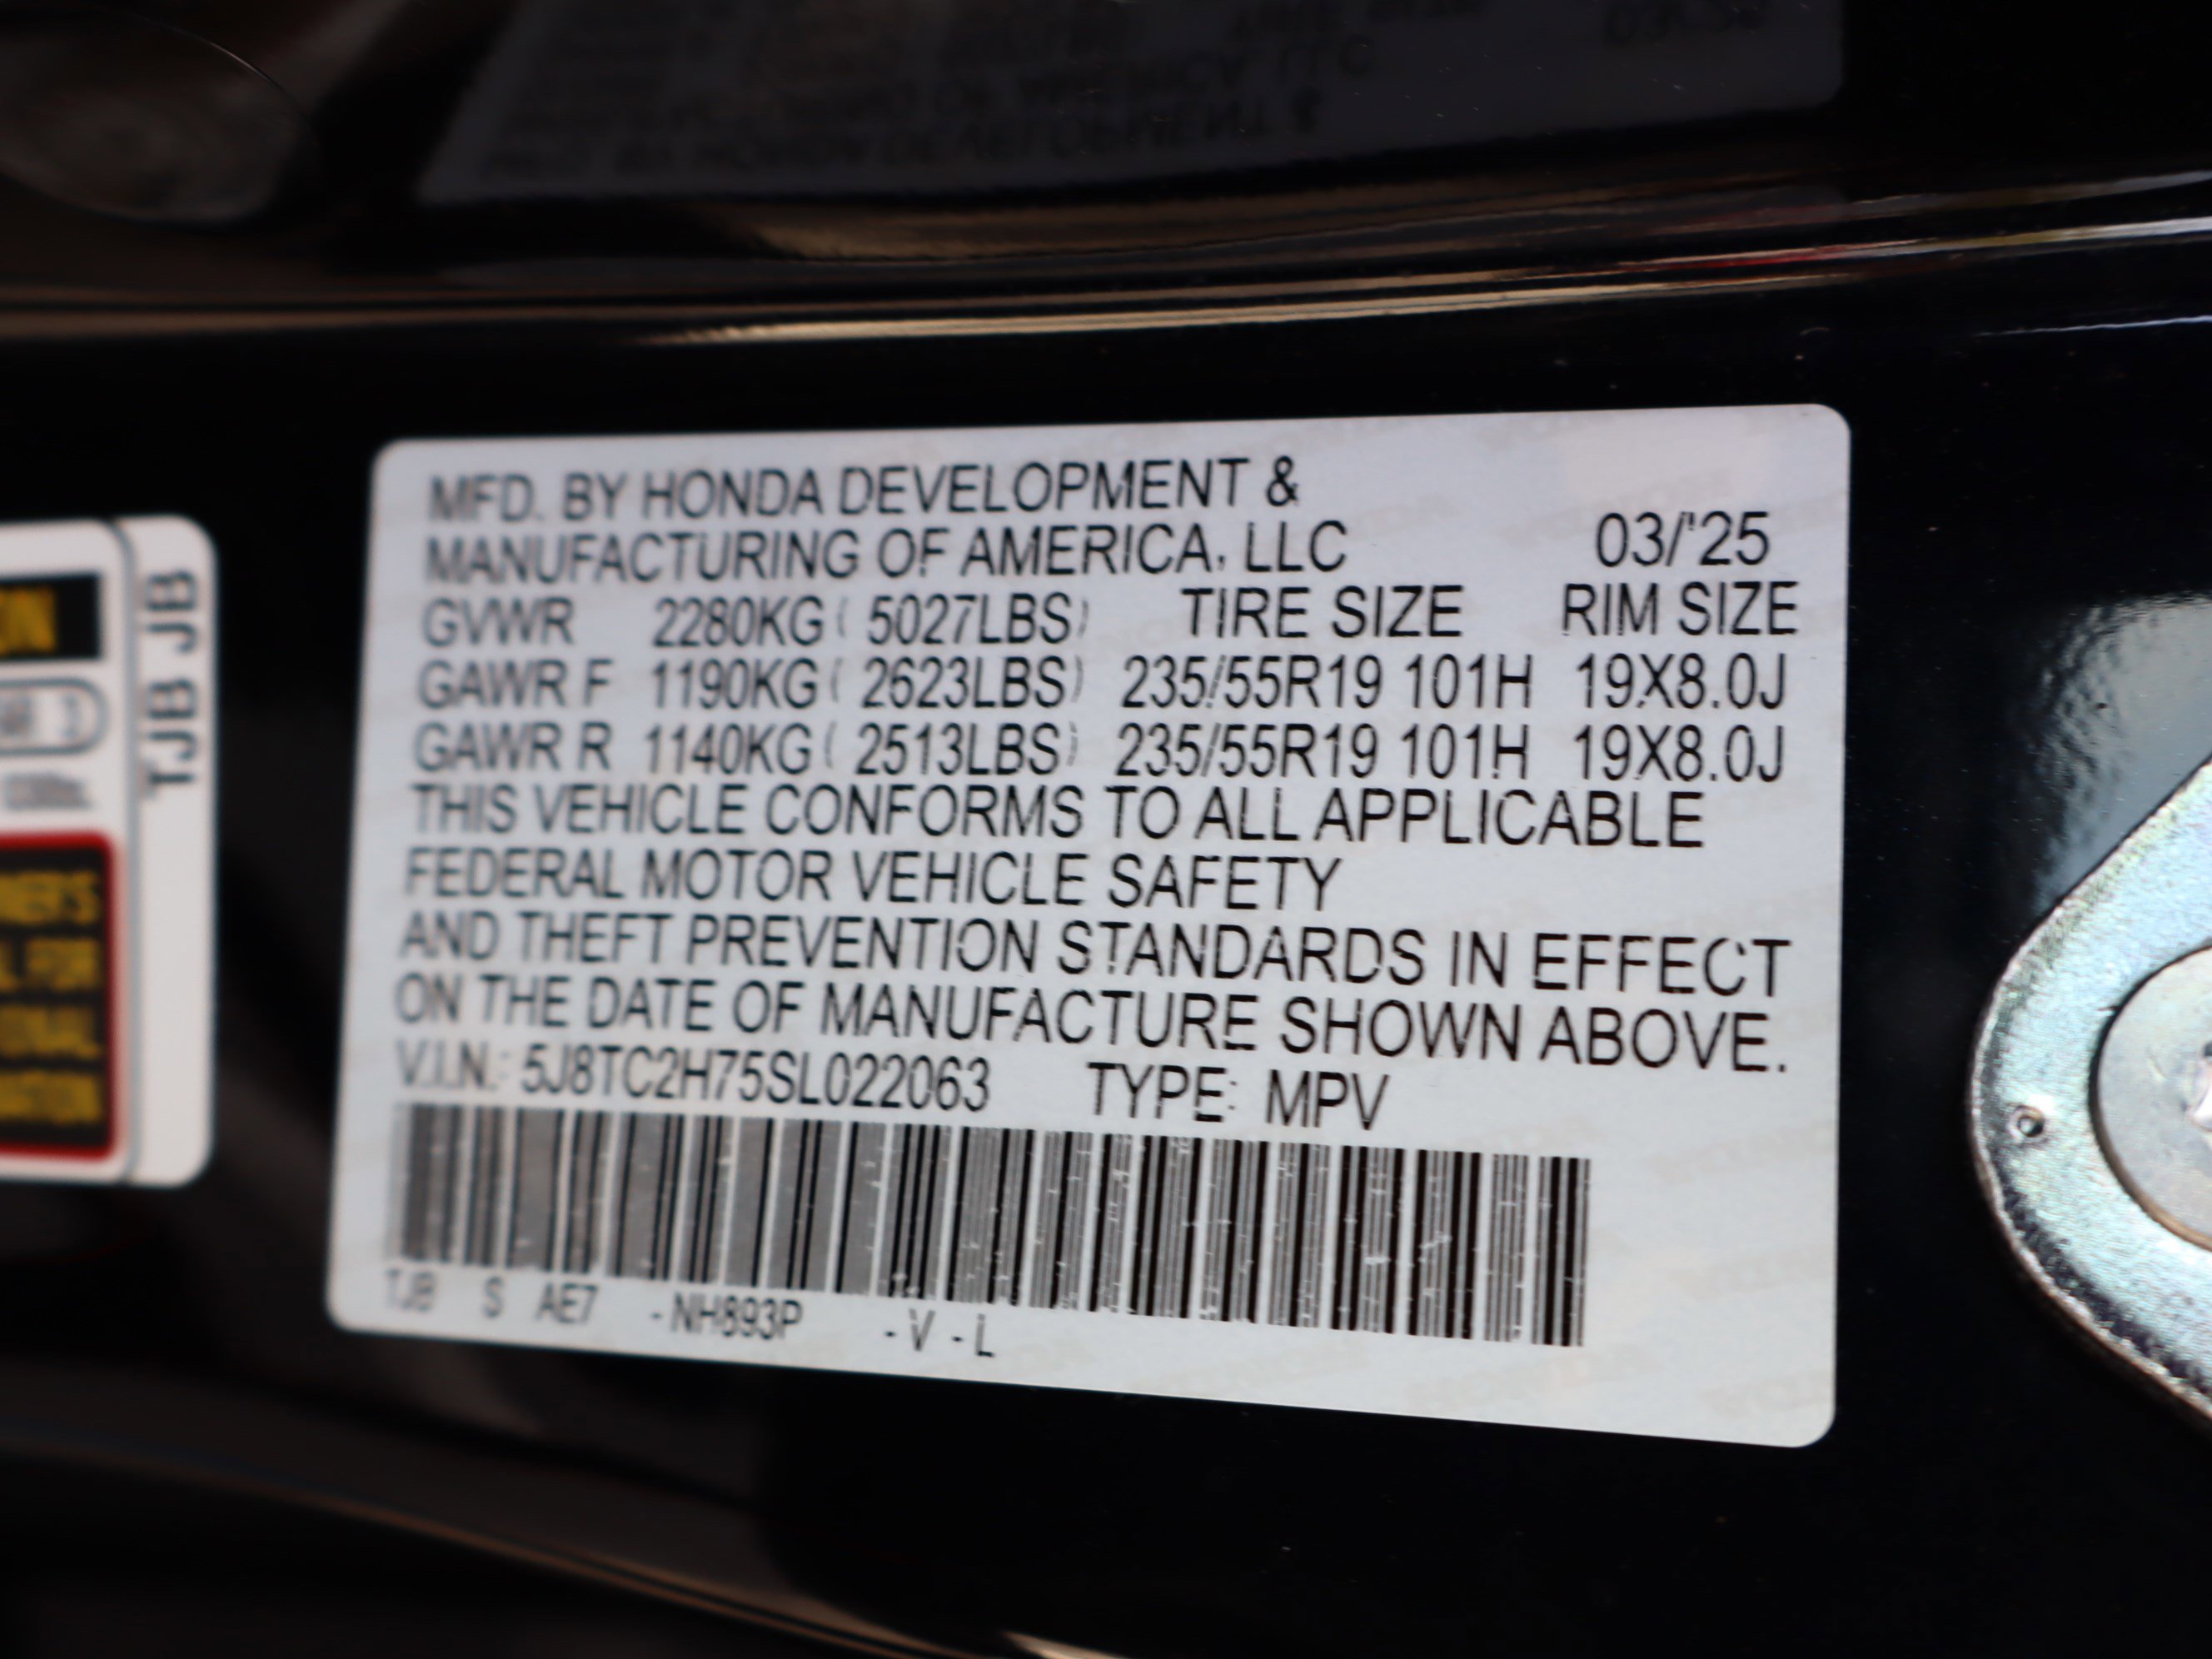 MFD. BY HONDA DEVELOPMENT &
MANUFACTURING OF AMERICA, LLC 03/'25
GVWR 2280KG ( 5027LBS) TIRE SIZE RIM SIZE
GAWR F 1190KG ( 2623LBS) 235/55R19 101H 19X8.0J
GAWR R 1140KG ( 2513LBS) 235/55R19 101H 19X8.0J
THIS VEHICLE CONFORMS TO ALL APPLICABLE
FEDERAL MOTOR VEHICLE SAFETY
AND THEFT PREVENTION STANDARDS IN EFFECT
ON THE DATE OF MANUFACTURE SHOWN ABOVE.
V.I.N.: 5J8TC2H75SL022063 TYPE: MPV
TJB S AE7 -NH893P -V -L
TJB JB